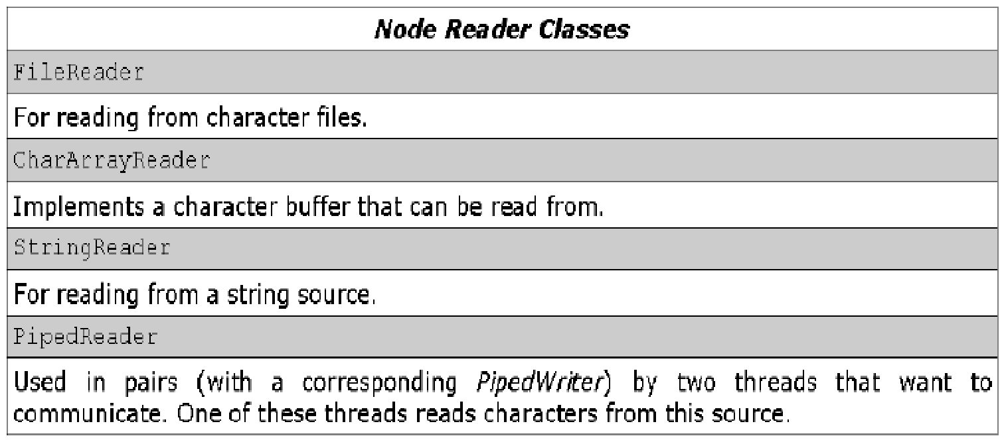 Node Reader Classes
FileReader
For reading from character files.
CharArrayReader
Implements a character buffer that can be read from.
StringReader
For reading from a string source.
PipedReader
Used in pairs (with a corresponding PipedWriter) by two threads that want to
communicate. One of these threads reads characters from this source.